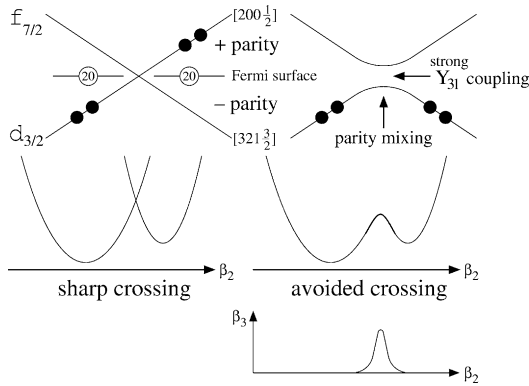 f7/2
[200 1/2]
+ parity
20
20
Fermi surface
strong
Y31 coupling
− parity
d3/2
[321 3/2]
parity mixing
β2
β2
sharp crossing
avoided crossing
β3
β2